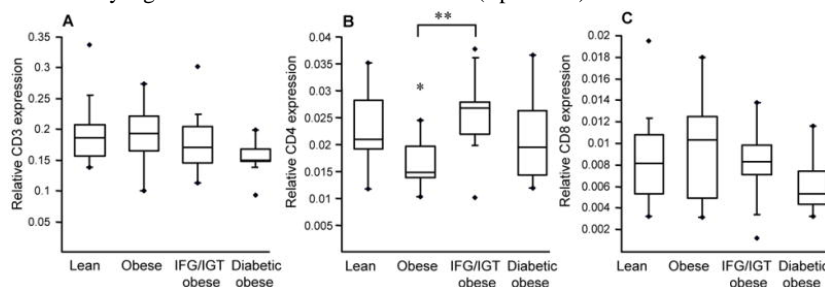 A
B
C
Relative CD3 expression
0.35
0.3
0.25
0.2
0.15
0.1
0.05
Lean
Obese
IFG/IGT obese
Diabetic obese
Relative CD4 expression
0.04
0.035
0.03
0.025
0.02
0.015
0.01
0.005
*
**
Lean
Obese
IFG/IGT obese
Diabetic obese
Relative CD8 expression
0.02
0.018
0.016
0.014
0.012
0.01
0.008
0.006
0.004
0.002
Lean
Obese
IFG/IGT obese
Diabetic obese